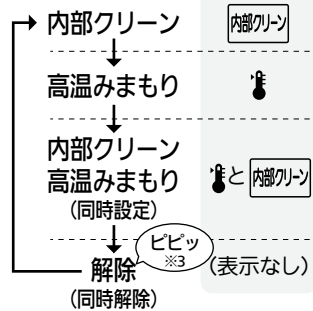 内部クリーン 内部クリーン
高温みまもり
内部クリーン
高温みまもり と 内部クリーン
(同時設定)
ピピッ
※3
解除 (表示なし)
(同時解除)